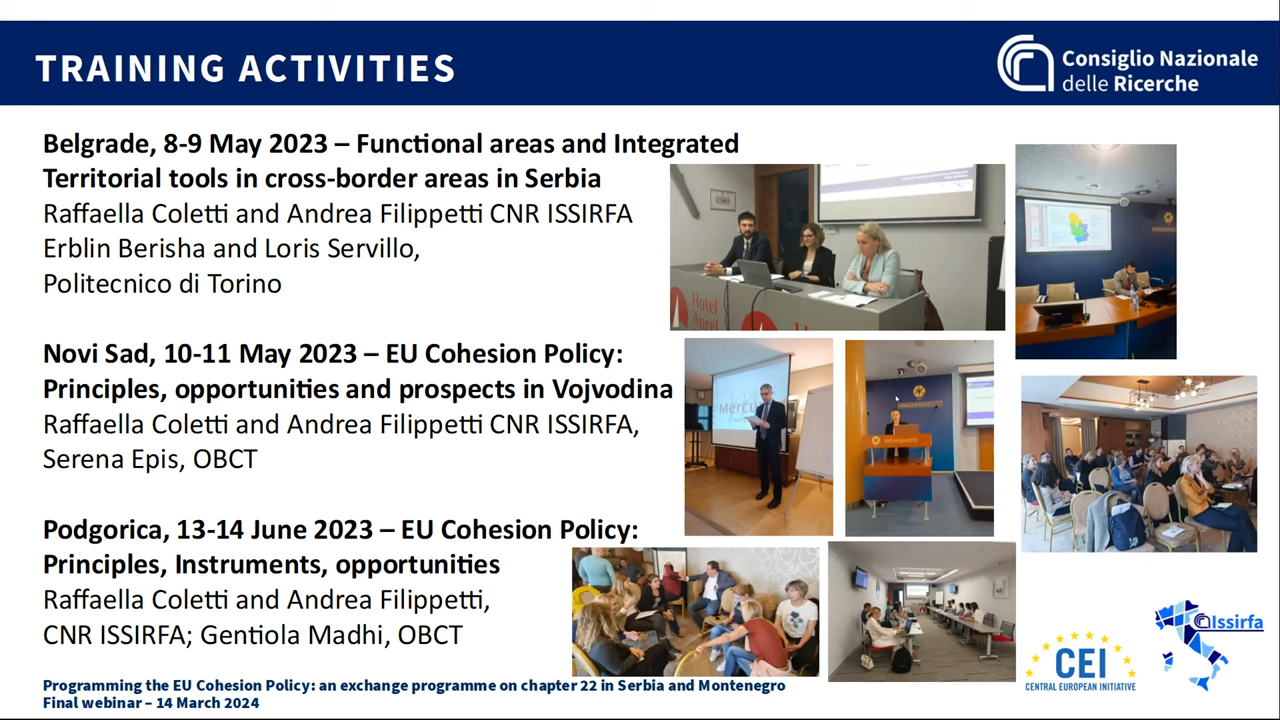 TRAINING ACTIVITIES
Consiglio Nazionale
delle Ricerche
Belgrade, 8-9 May 2023 – Functional areas and Integrated
Territorial tools in cross-border areas in Serbia
Raffaella Coletti and Andrea Filippetti CNR ISSIRFA
Erblin Berisha and Loris Servillo,
Politecnico di Torino
Novi Sad, 10-11 May 2023 – EU Cohesion Policy:
Principles, opportunities and prospects in Vojvodina
Raffaella Coletti and Andrea Filippetti CNR ISSIRFA,
Serena Epis, OBCT
Podgorica, 13-14 June 2023 – EU Cohesion Policy:
Principles, Instruments, opportunities
Raffaella Coletti and Andrea Filippetti,
CNR ISSIRFA; Gentiola Madhi, OBCT
Hotel
Programming the EU Cohesion Policy: an exchange programme on chapter 22 in Serbia and Montenegro
Final webinar – 14 March 2024
CEI
CENTRAL EUROPEAN INITIATIVE
Issirfa